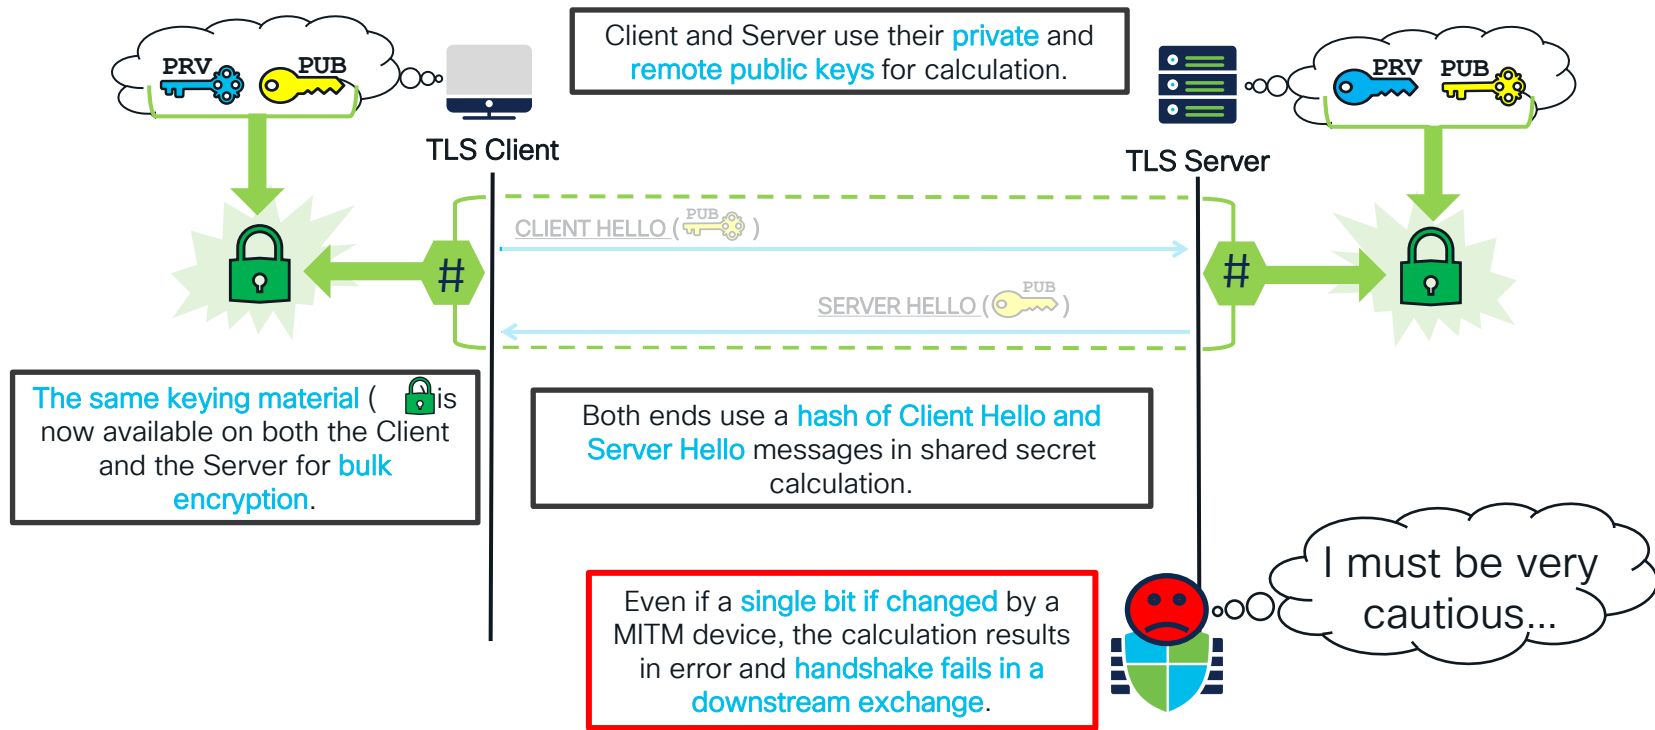 Client and Server use their private and
remote public keys for calculation.
PRV
PUB
PRV
PUB
TLS Client
TLS Server
CLIENT HELLO (
PUB
)
#
#
SERVER HELLO (
PUB
)
The same keying material ( ) is
now available on both the Client
and the Server for bulk
encryption.
Both ends use a hash of Client Hello and
Server Hello messages in shared secret
calculation.
Even if a single bit if changed by a
MITM device, the calculation results
in error and handshake fails in a
downstream exchange.
I must be very
cautious...